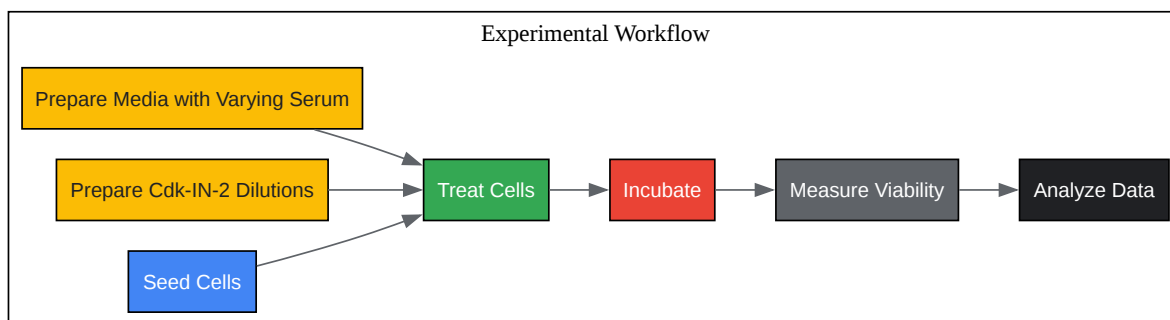 Experimental Workflow
Prepare Media with Varying Serum
Prepare Cdk-IN-2 Dilutions
Seed Cells
Treat Cells
Incubate
Measure Viability
Analyze Data